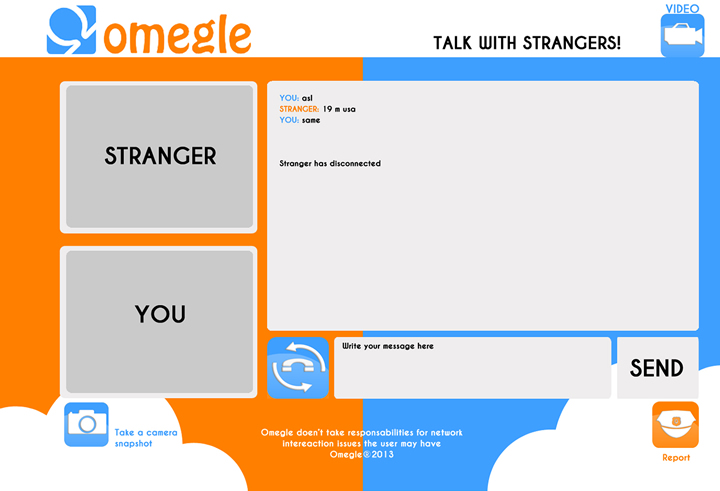 omegle
TALK WITH STRANGERS!
VIDEO
STRANGER
YOU
YOU: asl
STRANGER: 19 m usa
YOU: same
Stranger has disconnected
Write your message here
SEND
Take a camera
snapshot
Omegle doen't take responsabilities for network
intereaction issues the user may have
Omegle®2013
Report